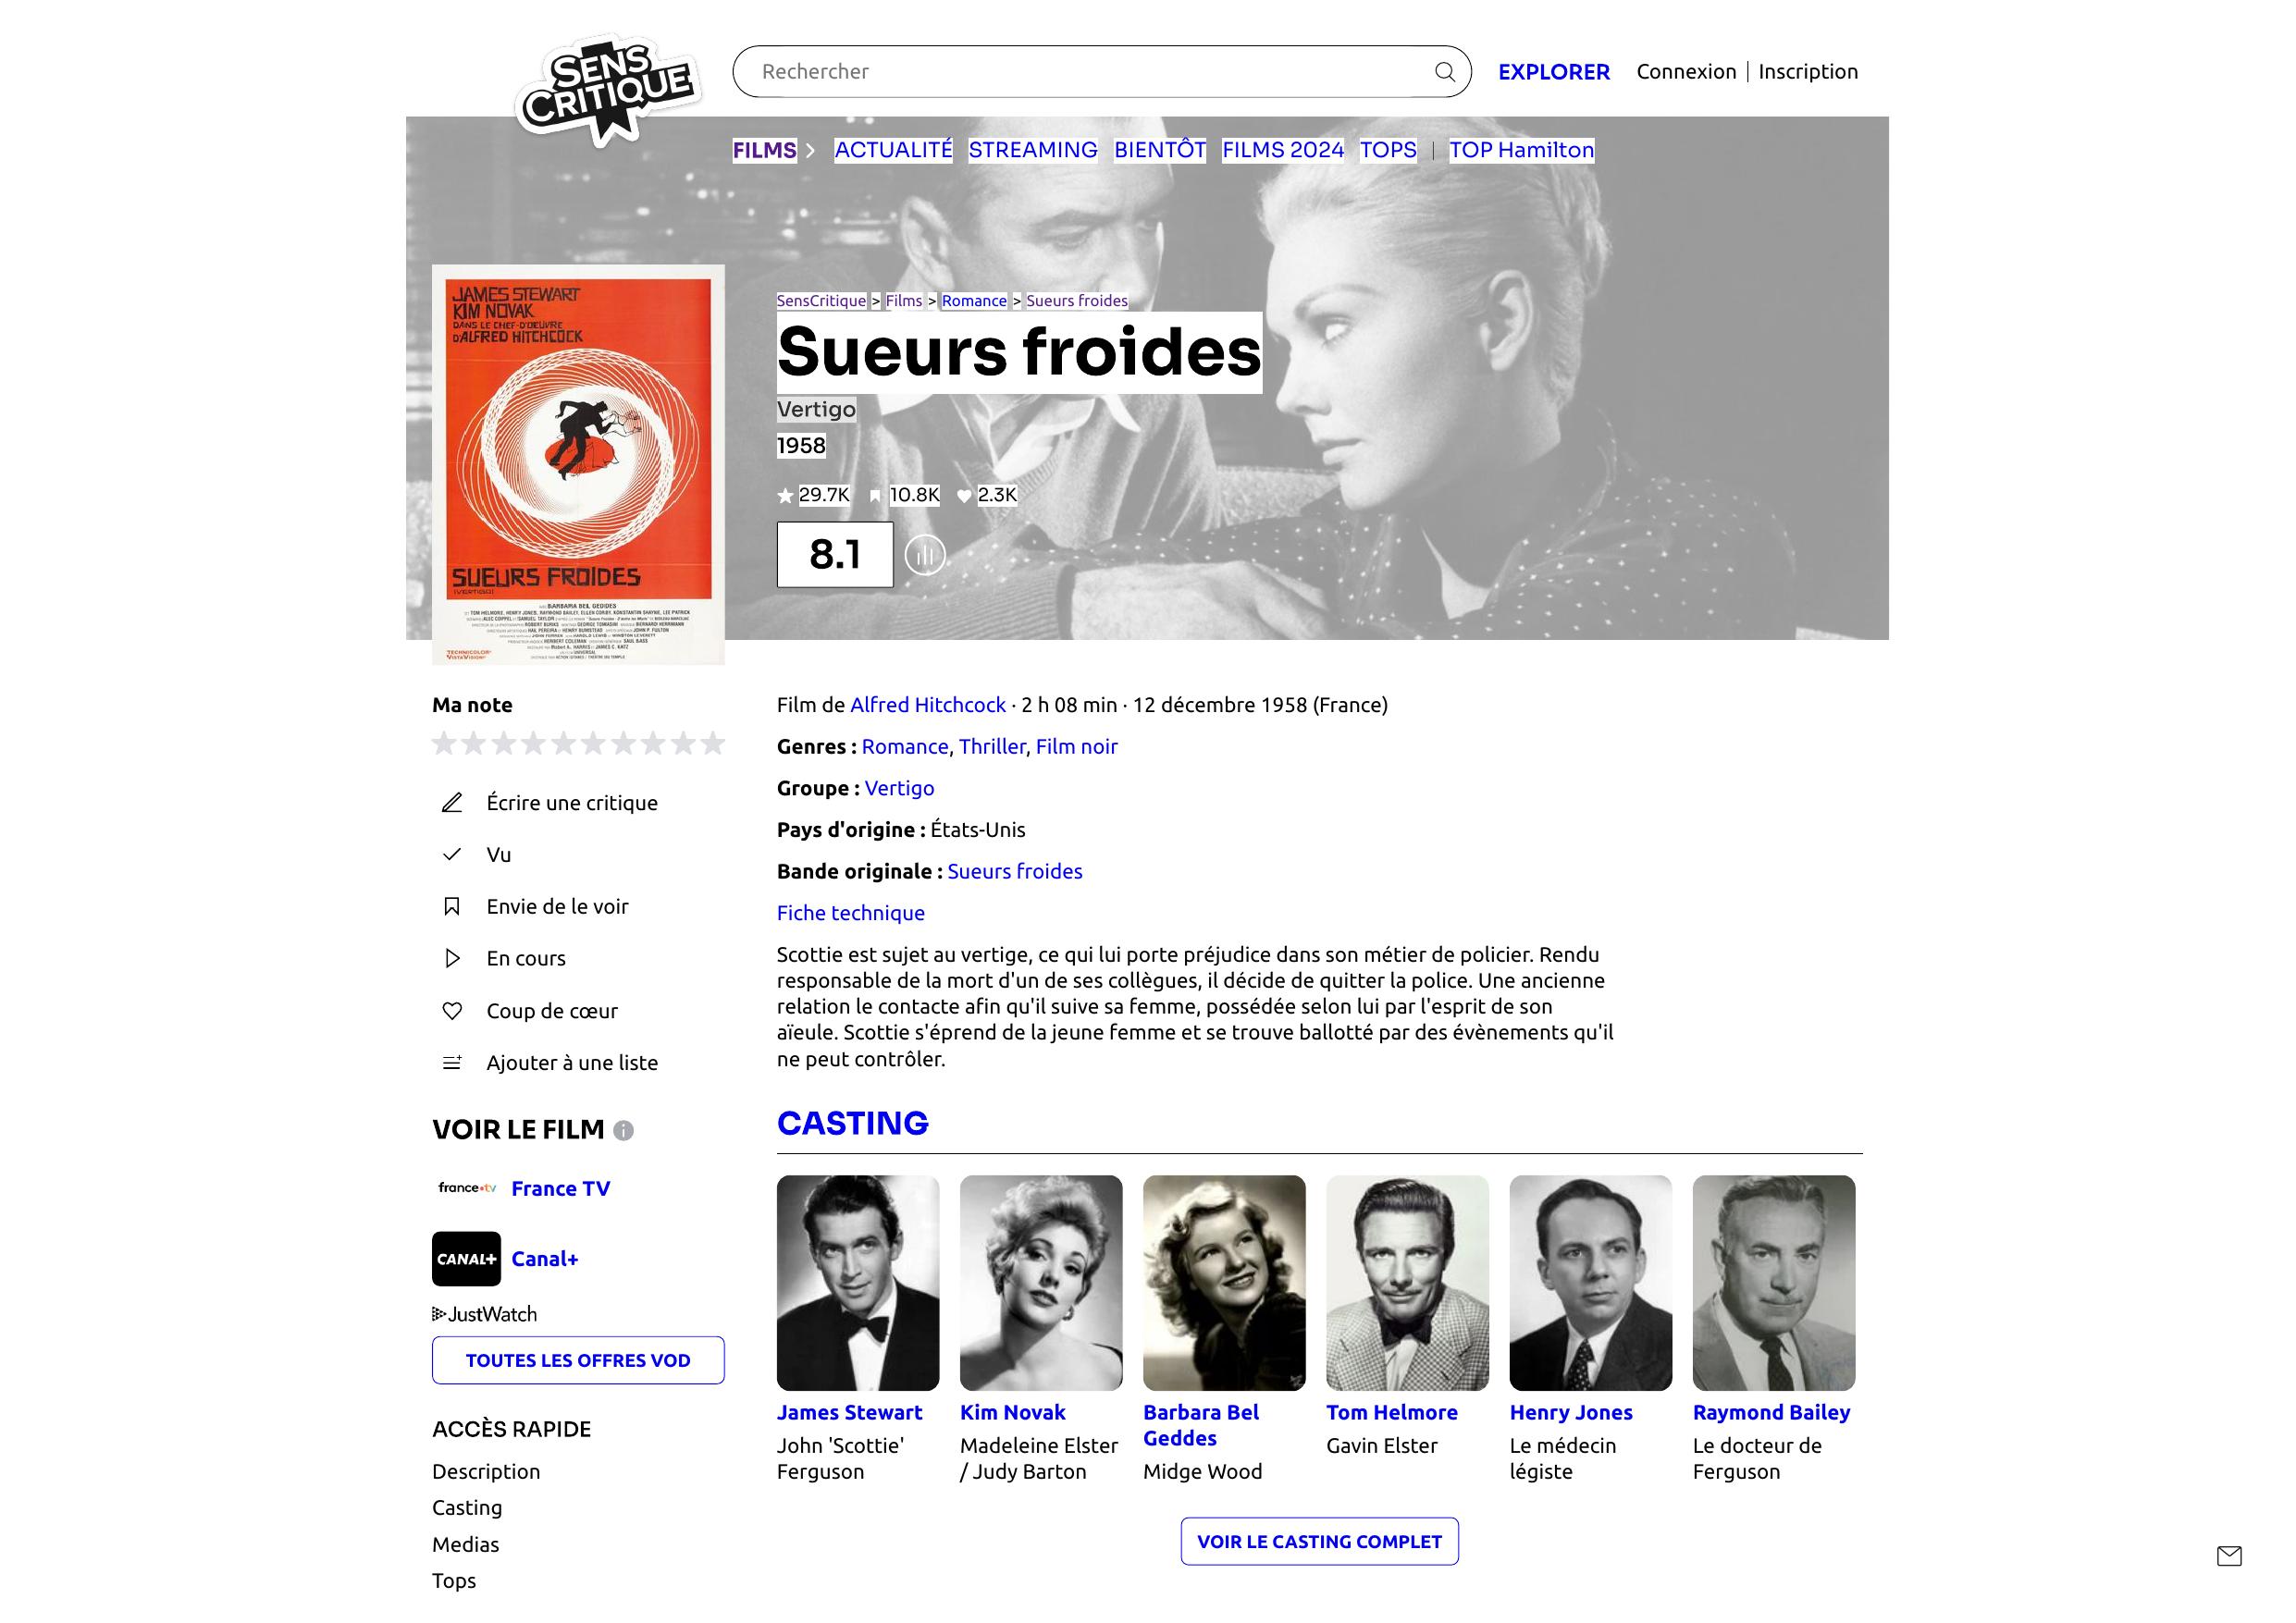 SENS
CRITIQUE
Rechercher
EXPLORER
Connexion | Inscription
FILMS
ACTUALITÉ
STREAMING
BIENTÔT
FILMS 2024
TOPS | TOP Hamilton
JAMES STEWART
KIM NOVAK
DANS LE CHEF-D'OEUVRE
D'ALFRED HITCHCOCK
SUEURS FROIDES
(VERTIGO)
BARBARA BEL GEDDES
TECHNICOLOR
VISTAVISION
SensCritique > Films > Romance > Sueurs froides
Sueurs froides
Vertigo
1958
29.7K 10.8K 2.3K
8.1
Ma note
Écrire une critique
Vu
Envie de le voir
En cours
Coup de cœur
Ajouter à une liste
VOIR LE FILM
france•tv France TV
CANAL+ Canal+
JustWatch
TOUTES LES OFFRES VOD
ACCÈS RAPIDE
Description
Casting
Medias
Tops
Film de Alfred Hitchcock · 2 h 08 min · 12 décembre 1958 (France)
Genres : Romance, Thriller, Film noir
Groupe : Vertigo
Pays d'origine : États-Unis
Bande originale : Sueurs froides
Fiche technique
Scottie est sujet au vertige, ce qui lui porte préjudice dans son métier de policier. Rendu
responsable de la mort d'un de ses collègues, il décide de quitter la police. Une ancienne
relation le contacte afin qu'il suive sa femme, possédée selon lui par l'esprit de son
aïeule. Scottie s'éprend de la jeune femme et se trouve ballotté par des évènements qu'il
ne peut contrôler.
CASTING
James Stewart
John 'Scottie'
Ferguson
Kim Novak
Madeleine Elster
/ Judy Barton
Barbara Bel
Geddes
Midge Wood
Tom Helmore
Gavin Elster
Henry Jones
Le médecin
légiste
Raymond Bailey
Le docteur de
Ferguson
VOIR LE CASTING COMPLET